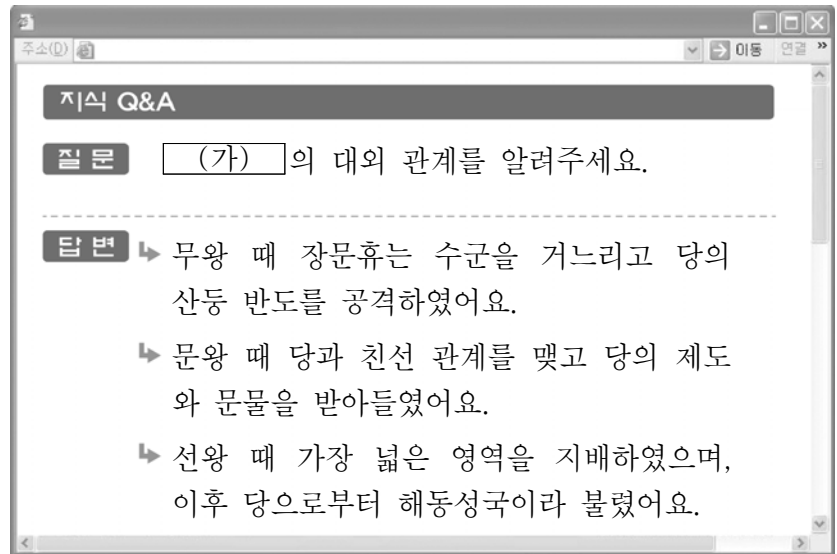 주소(D) 이동 연결 »
지식 Q&A
질문 (가) 의 대외 관계를 알려주세요.
답변 무왕 때 장문휴는 수군을 거느리고 당의
산둥 반도를 공격하였어요.
문왕 때 당과 친선 관계를 맺고 당의 제도
와 문물을 받아들였어요.
선왕 때 가장 넓은 영역을 지배하였으며,
이후 당으로부터 해동성국이라 불렸어요.